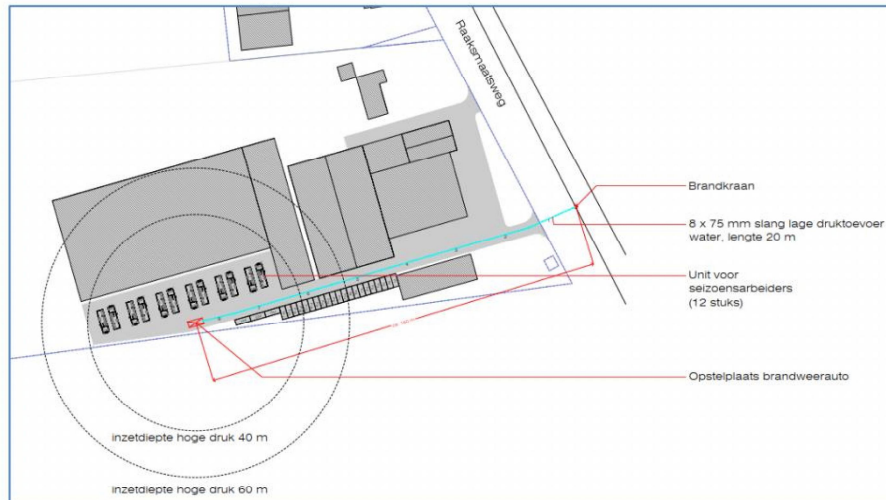 Raaksmaatsweg
Brandkraan
8 x 75 mm slang lage druktoevoer
water, lengte 20 m
Unit voor
seizoensarbeiders
(12 stuks)
Opstelplaats brandweerauto
inzetdiepte hoge druk 40 m
inzetdiepte hoge druk 60 m